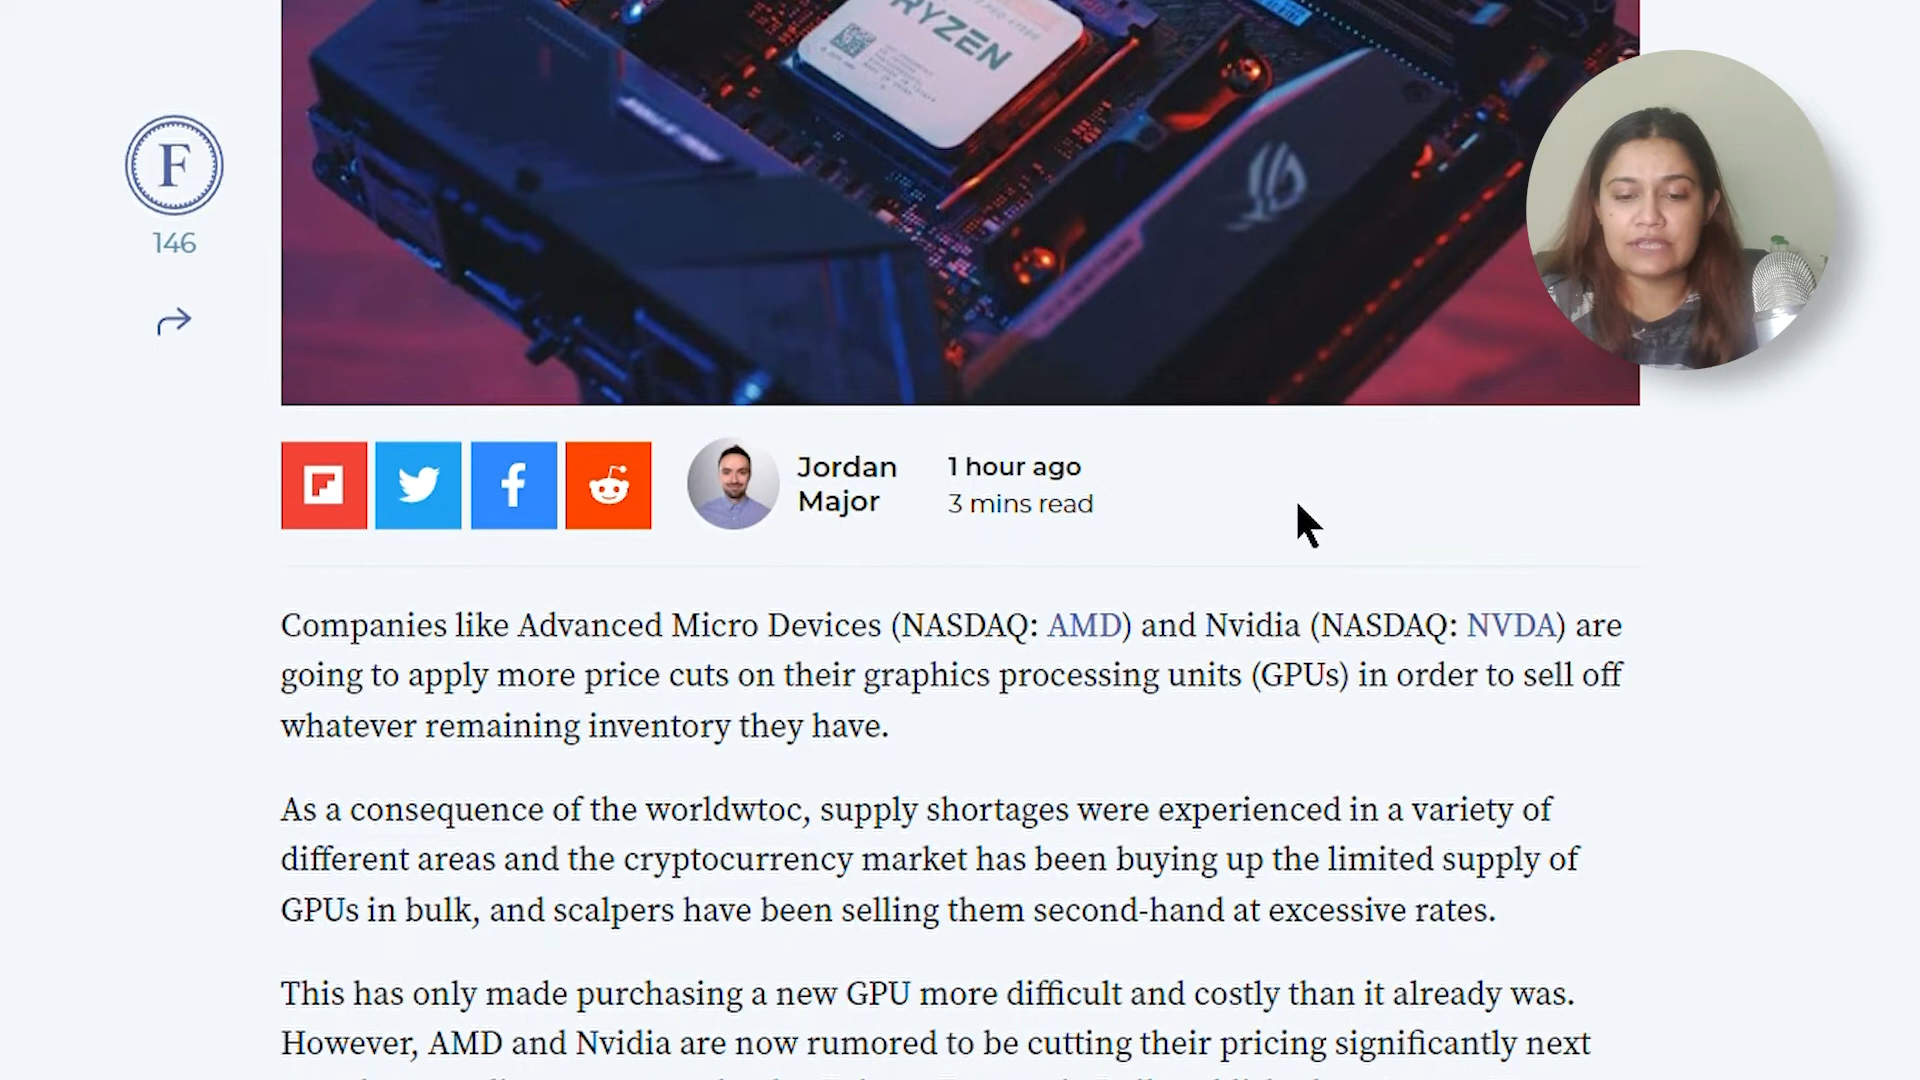 RYZEN
F
146
Jordan
Major
1 hour ago
3 mins read
Companies like Advanced Micro Devices (NASDAQ: AMD) and Nvidia (NASDAQ: NVDA) are
going to apply more price cuts on their graphics processing units (GPUs) in order to sell off
whatever remaining inventory they have.
As a consequence of the worldwtoc, supply shortages were experienced in a variety of
different areas and the cryptocurrency market has been buying up the limited supply of
GPUs in bulk, and scalpers have been selling them second-hand at excessive rates.
This has only made purchasing a new GPU more difficult and costly than it already was.
However, AMD and Nvidia are now rumored to be cutting their pricing significantly next